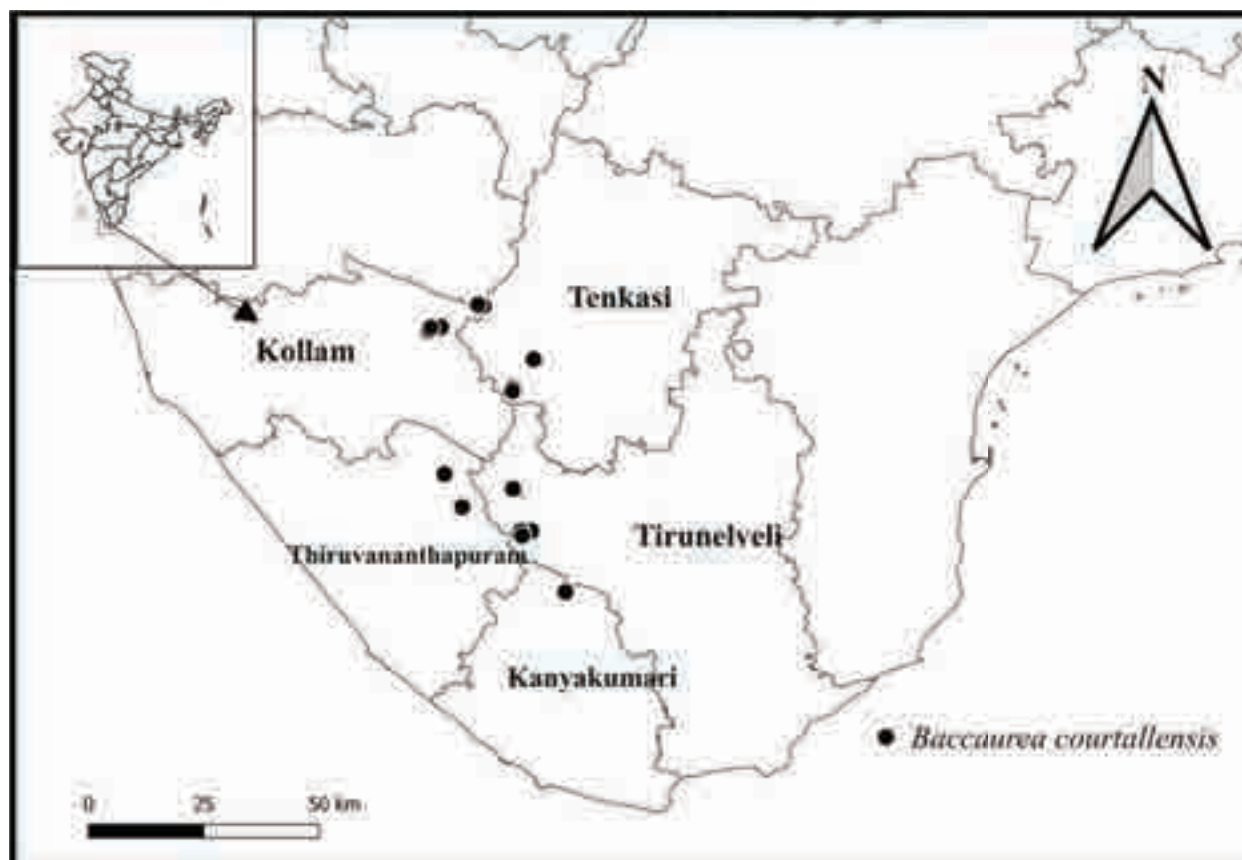 N
Tenkasi
Kollam
Tirunelveli
Thiruvananthapuram
Kanyakumari
Baccaurea courtallensis
0 25 50 km